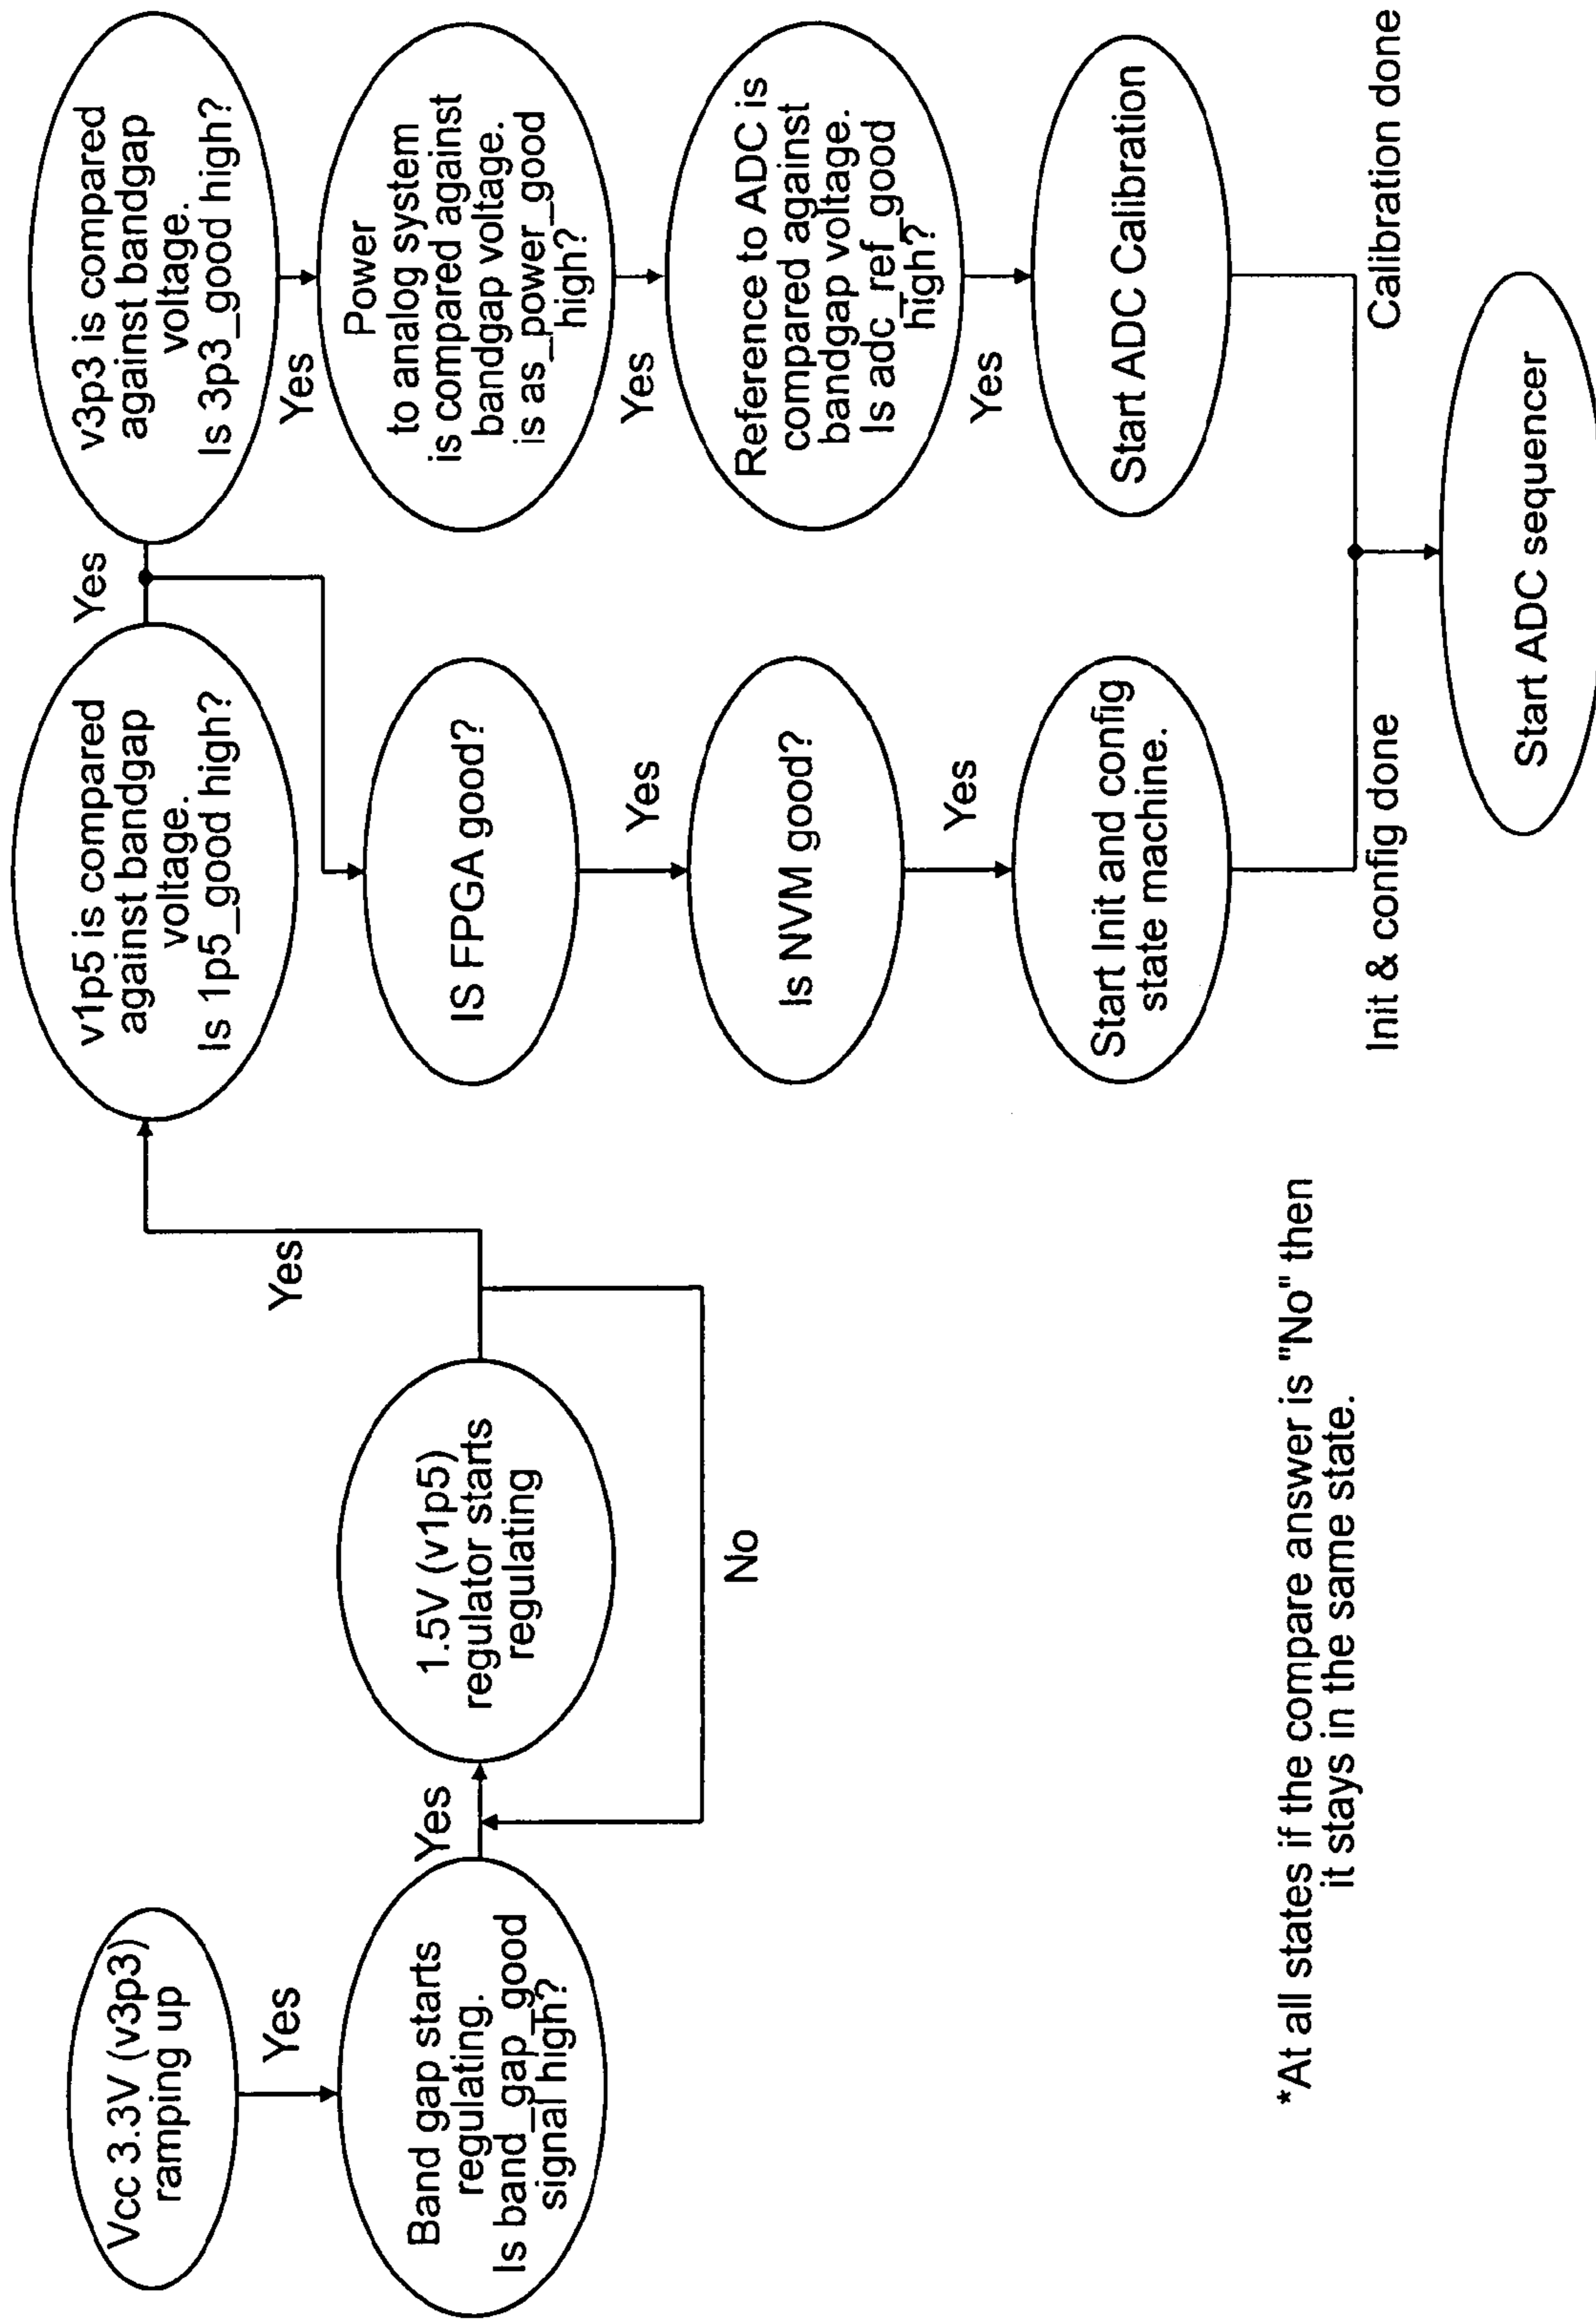 Vcc 3.3V (v3p3)
ramping up
Yes
Band gap starts
regulating.
Is band_gap_good
signal high?
Yes
1.5V (v1p5)
regulator starts
regulating
No
Yes
v1p5 is compared
against bandgap
voltage.
Is 1p5_good high?
Yes
IS FPGA good?
Yes
Is NVM good?
Yes
Start Init and config
state machine.
Init & config done
v3p3 is compared
against bandgap
voltage.
Is 3p3_good high?
Yes
Power
to analog system
is compared against
bandgap voltage.
is as_power_good
high?
Yes
Reference to ADC is
compared against
bandgap voltage.
Is adc_ref_good
high?
Yes
Start ADC Calibration
Calibration done
Start ADC sequencer
*At all states if the compare answer is "No" then
it stays in the same state.